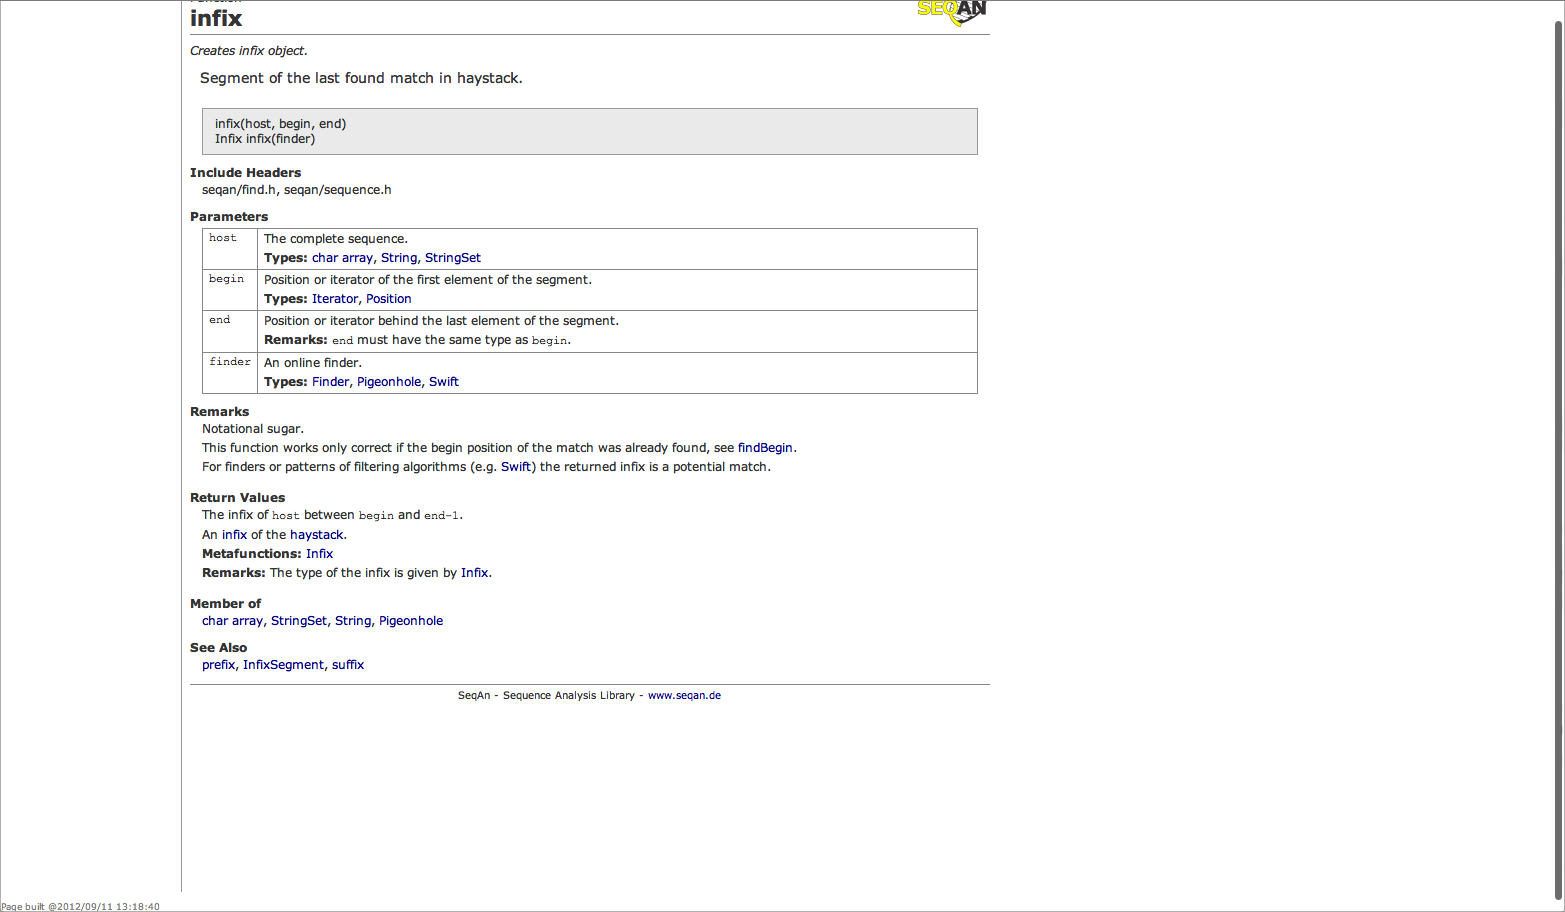 infix
SEQAN
Creates infix object.
Segment of the last found match in haystack.
infix(host, begin, end)
Infix infix(finder)
Include Headers
seqan/find.h, seqan/sequence.h
Parameters
host The complete sequence.
Types: char array, String, StringSet
begin Position or iterator of the first element of the segment.
Types: Iterator, Position
end Position or iterator behind the last element of the segment.
Remarks: end must have the same type as begin.
finder An online finder.
Types: Finder, Pigeonhole, Swift
Remarks
Notational sugar.
This function works only correct if the begin position of the match was already found, see findBegin.
For finders or patterns of filtering algorithms (e.g. Swift) the returned infix is a potential match.
Return Values
The infix of host between begin and end-1.
An infix of the haystack.
Metafunctions: Infix
Remarks: The type of the infix is given by Infix.
Member of
char array, StringSet, String, Pigeonhole
See Also
prefix, InfixSegment, suffix
SeqAn - Sequence Analysis Library - www.seqan.de
Page built @2012/09/11 13:18:40